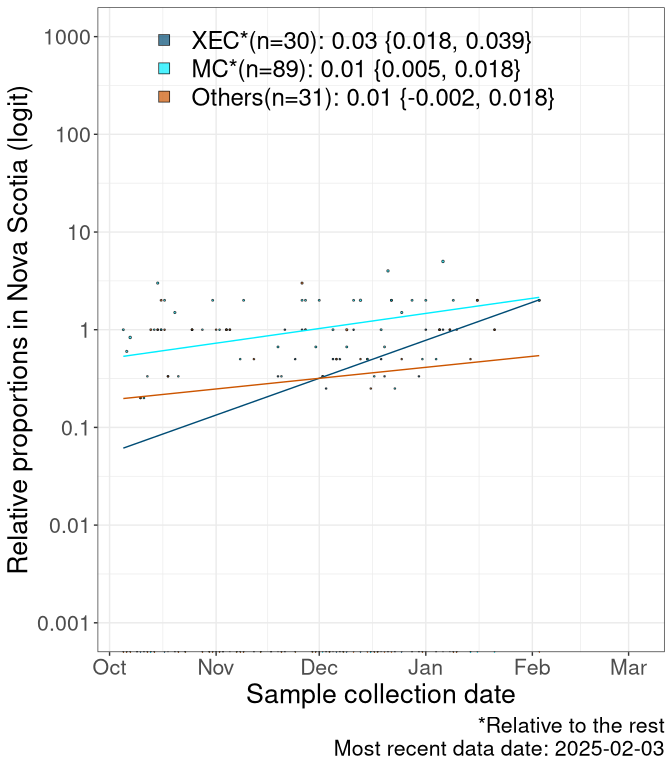 XEC*(n=30): 0.03 {0.018, 0.039}
MC*(n=89): 0.01 {0.005, 0.018}
Others(n=31): 0.01 {-0.002, 0.018}
Relative proportions in Nova Scotia (logit)
1000
100
10
1
0.1
0.01
0.001
Oct Nov Dec Jan Feb Mar
Sample collection date
*Relative to the rest
Most recent data date: 2025-02-03